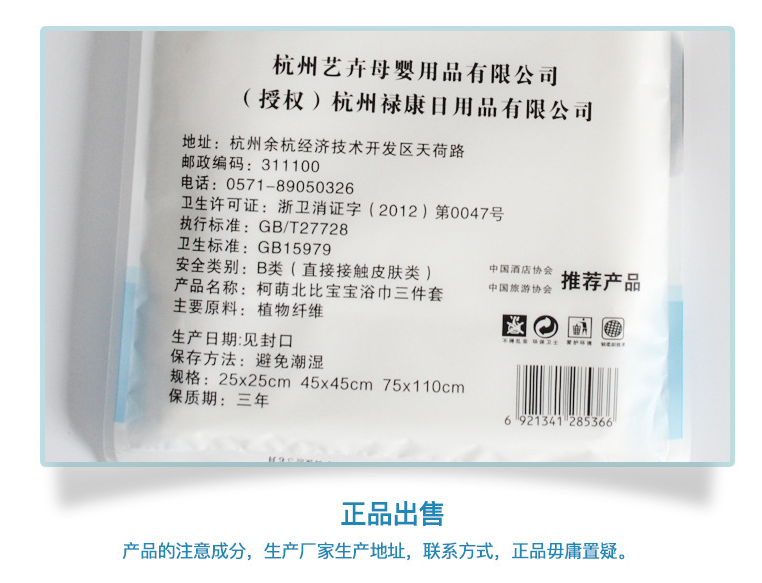 杭州艺卉母婴用品有限公司
（授权）杭州禄康日用品有限公司
地址：杭州余杭经济技术开发区天荷路
邮政编码：311100
电话：0571-89050326
卫生许可证：浙卫消证字（2012）第0047号
执行标准：GB/T27728
卫生标准：GB15979
安全类别：B类（直接接触皮肤类）
产品名称：柯萌北比宝宝浴巾三件套
主要原料：植物纤维
中国酒店协会
中国旅游协会
推荐产品
环保卫士 爱护环境
生产日期:见封口
保存方法：避免潮湿
规格：25x25cm 45x45cm 75x110cm
保质期：三年
6 921341 285366
正品出售
产品的注意成分，生产厂家生产地址，联系方式，正品毋庸置疑。